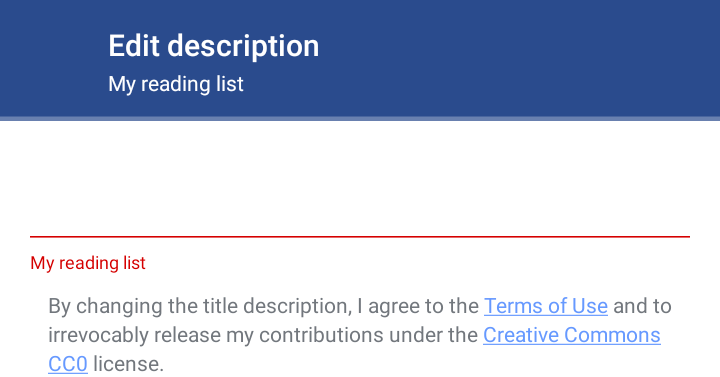 Edit description
My reading list
My reading list
By changing the title description, I agree to the Terms of Use and to
irrevocably release my contributions under the Creative Commons
CC0 license.